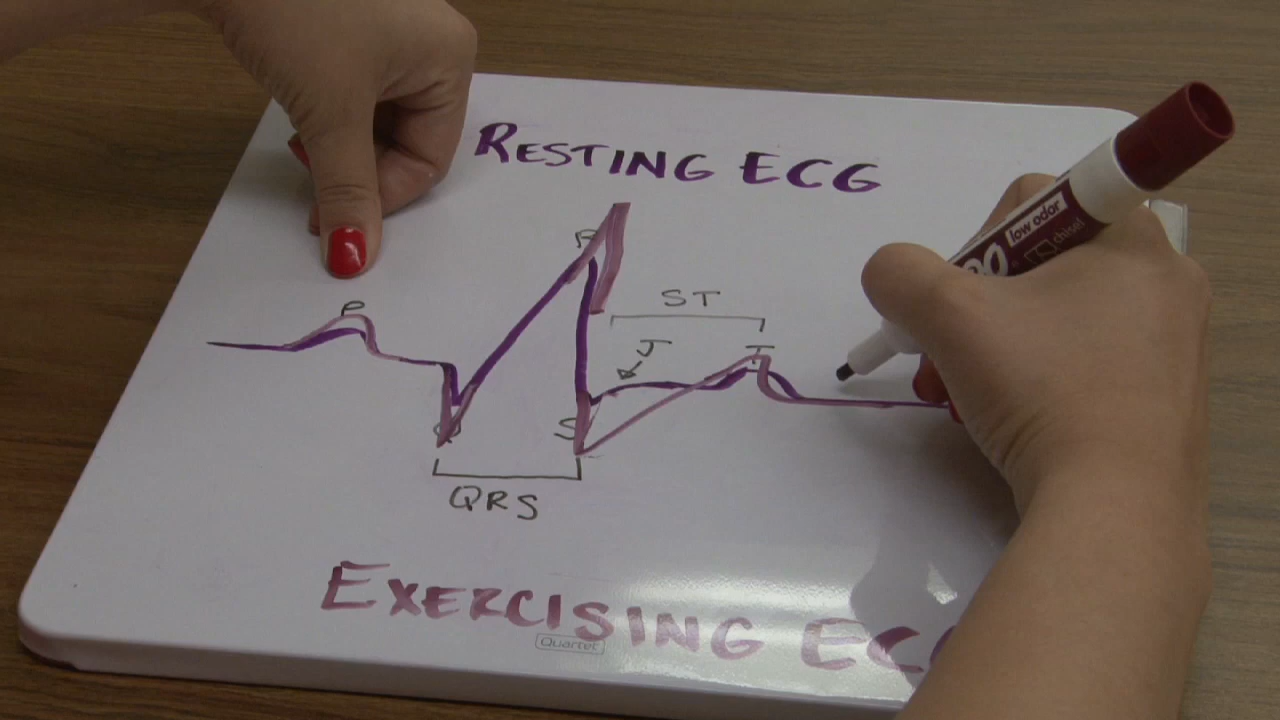 RESTING ECG
R
ST
P
J
T
Q
S
QRS
EXERCISING ECG
Quartet
low odor
chisel